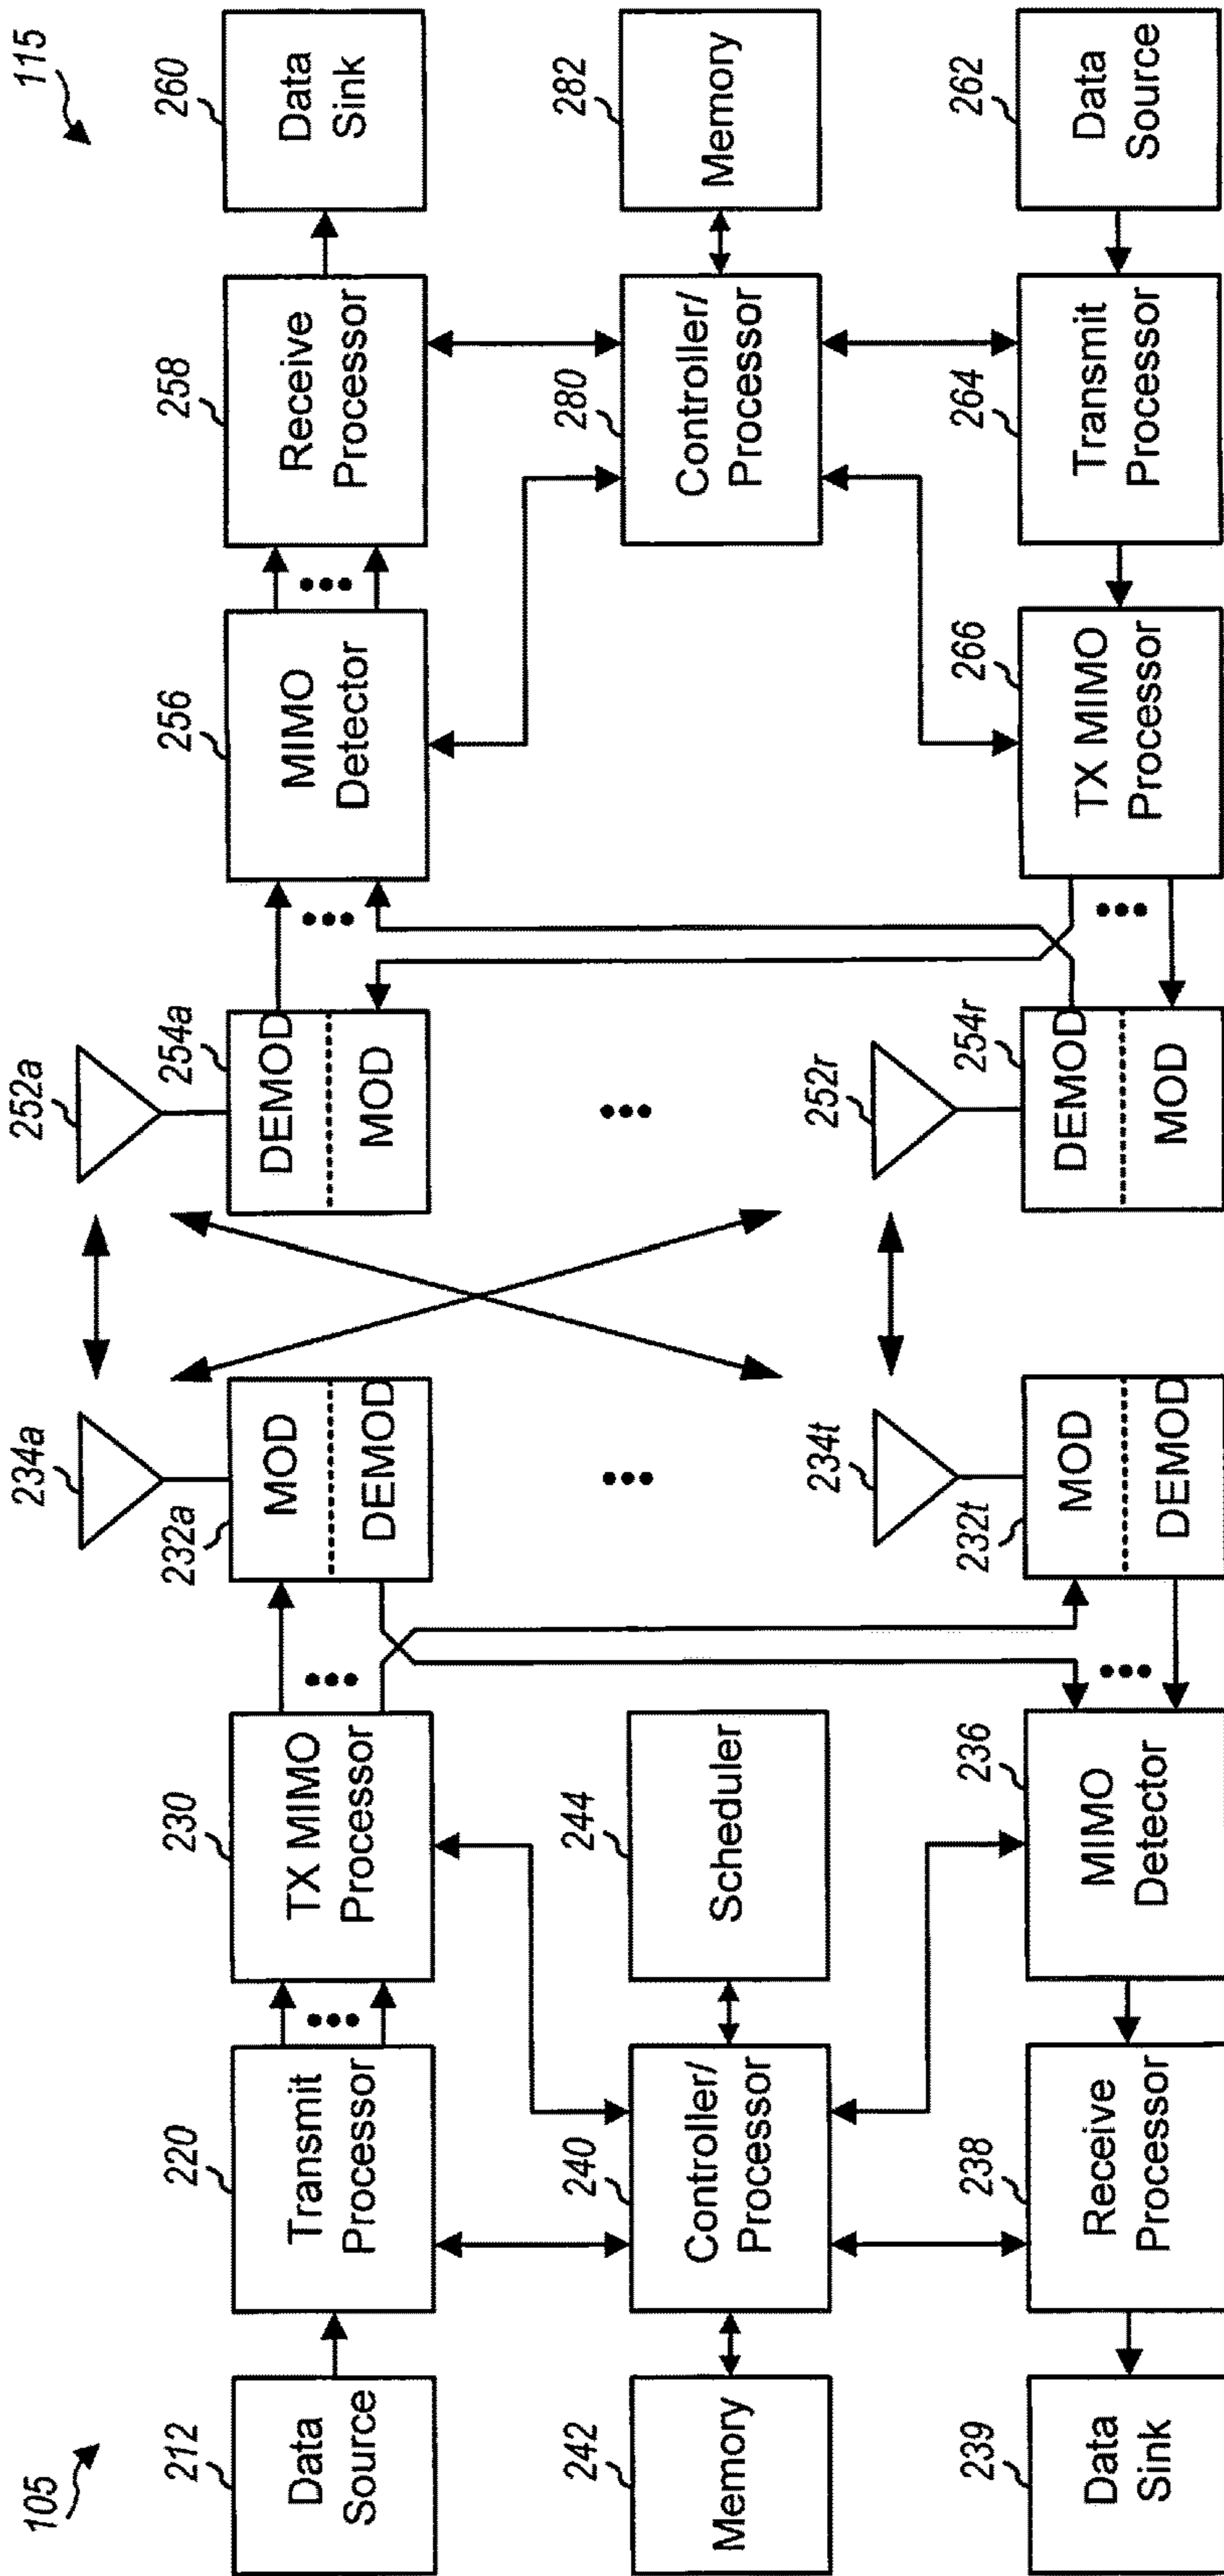 105
212
Data
Source
220
Transmit
Processor
230
TX MIMO
Processor
232a
MOD
DEMOD
234a
242
Memory
240
Controller/
Processor
244
Scheduler
239
Data
Sink
238
Receive
Processor
236
MIMO
Detector
232t
MOD
DEMOD
234t
115
252a
254a
DEMOD
MOD
256
MIMO
Detector
258
Receive
Processor
260
Data
Sink
280
Controller/
Processor
282
Memory
252r
254r
DEMOD
MOD
266
TX MIMO
Processor
264
Transmit
Processor
262
Data
Source